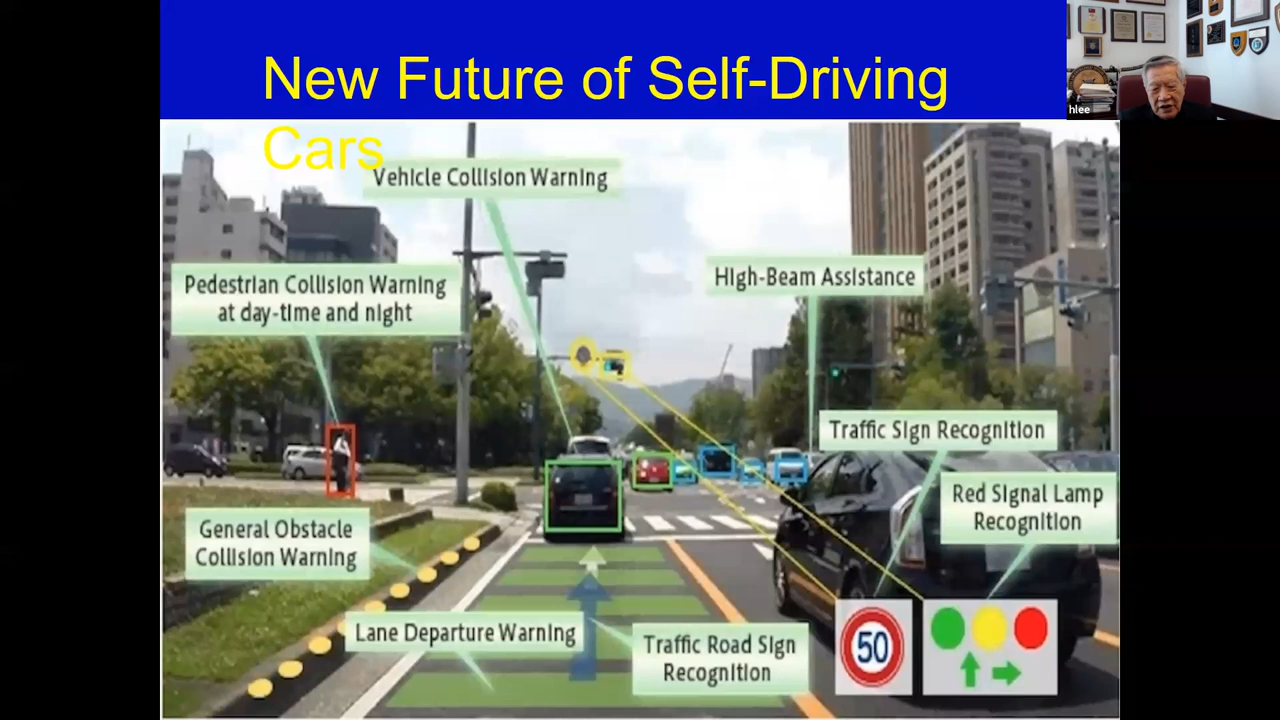 New Future of Self-Driving
Cars
hlee
Vehicle Collision Warning
Pedestrian Collision Warning
at day-time and night
High-Beam Assistance
Traffic Sign Recognition
Red Signal Lamp
Recognition
General Obstacle
Collision Warning
Lane Departure Warning
Traffic Road Sign
Recognition
50